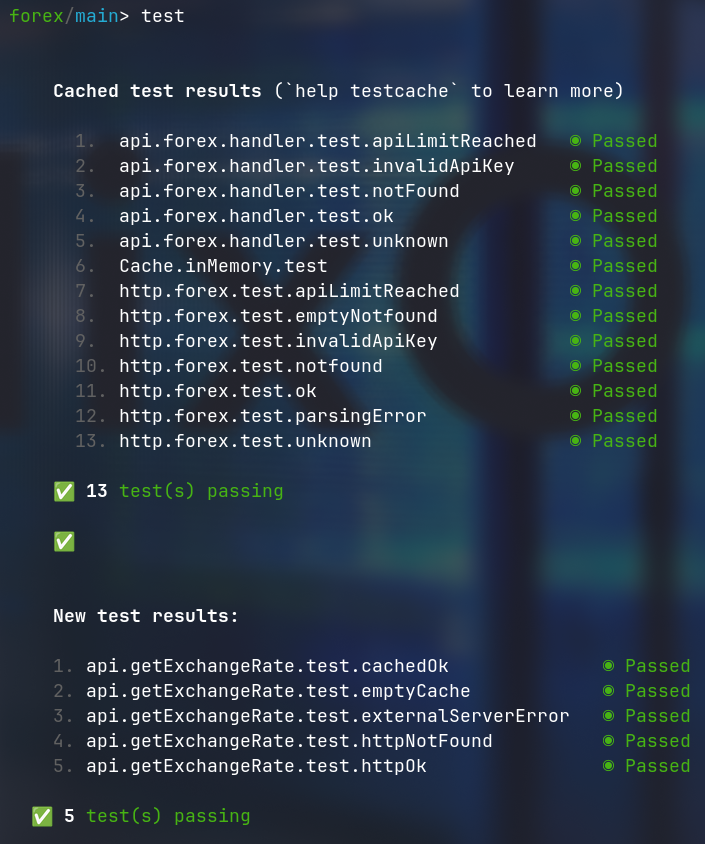 forex/main> test
Cached test results (`help testcache` to learn more)
1. api.forex.handler.test.apiLimitReached ◉ Passed
2. api.forex.handler.test.invalidApiKey ◉ Passed
3. api.forex.handler.test.notFound ◉ Passed
4. api.forex.handler.test.ok ◉ Passed
5. api.forex.handler.test.unknown ◉ Passed
6. Cache.inMemory.test ◉ Passed
7. http.forex.test.apiLimitReached ◉ Passed
8. http.forex.test.emptyNotfound ◉ Passed
9. http.forex.test.invalidApiKey ◉ Passed
10. http.forex.test.notfound ◉ Passed
11. http.forex.test.ok ◉ Passed
12. http.forex.test.parsingError ◉ Passed
13. http.forex.test.unknown ◉ Passed
✅ 13 test(s) passing
✅
New test results:
1. api.getExchangeRate.test.cachedOk ◉ Passed
2. api.getExchangeRate.test.emptyCache ◉ Passed
3. api.getExchangeRate.test.externalServerError ◉ Passed
4. api.getExchangeRate.test.httpNotFound ◉ Passed
5. api.getExchangeRate.test.httpOk ◉ Passed
✅ 5 test(s) passing